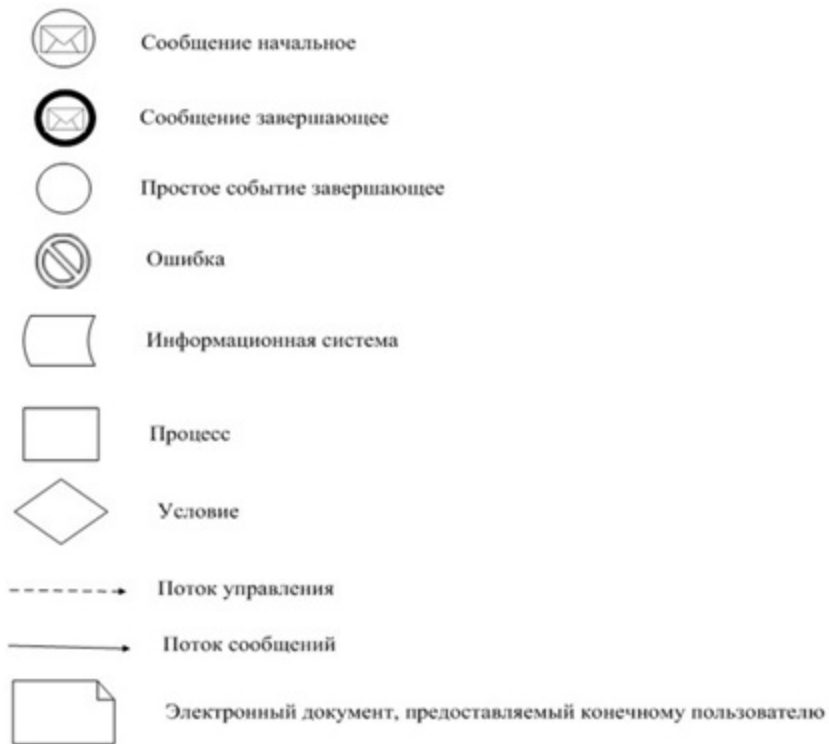 Сообщение начальное
Сообщение завершающее
Простое событие завершающее
Ошибка
Информационная система
Процесс
Условие
Поток управления
Поток сообщений
Электронный документ, предоставляемый конечному пользователю